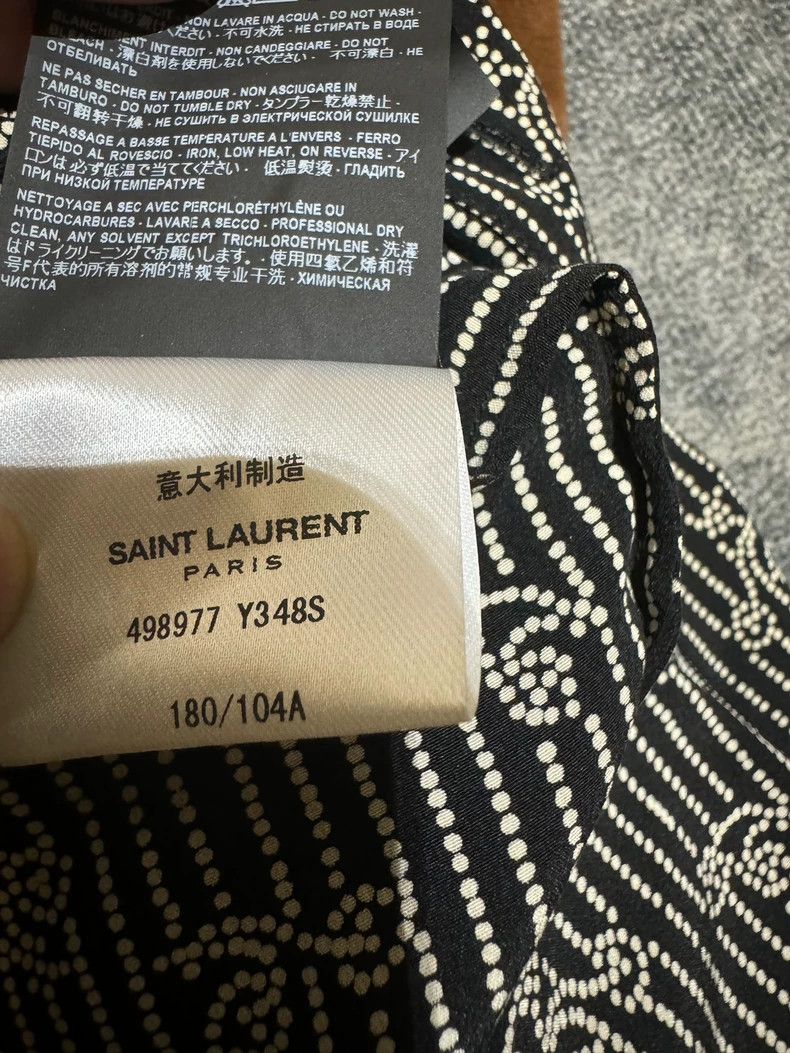 NON LAVARE IN ACQUA - DO NOT WASH -
ださい · 不可水洗 - НЕ СТИРАТЬ В ВОДЕ
BLANCHIMENT INTERDIT - NON CANDEGGIARE - DO NOT
BLEACH - 漂白剤を使用しないでください · 不可漂白 - НЕ
ОТБЕЛИВАТЬ
NE PAS SECHER EN TAMBOUR - NON ASCIUGARE IN
TAMBURO - DO NOT TUMBLE DRY - タンブラー乾燥禁止 -
不可翻转干燥 - НЕ СУШИТЬ В ЭЛЕКТРИЧЕСКОЙ СУШИЛКЕ
REPASSAGE A BASSE TEMPERATURE A L'ENVERS - FERRO
TIEPIDO AL ROVESCIO - IRON, LOW HEAT, ON REVERSE - アイ
ロンは必ず低温で当ててください · 低温熨烫 - ГЛАДИТЬ
ПРИ НИЗКОЙ ТЕМПЕРАТУРЕ
NETTOYAGE A SEC AVEC PERCHLORÉTHYLÈNE OU
HYDROCARBURES - LAVARE A SECCO - PROFESSIONAL DRY
CLEAN, ANY SOLVENT EXCEPT TRICHLOROETHYLENE - 洗濯
はドライクリーニングでお願いします。· 使用四氯乙烯和符
号F代表的所有溶剂的常规专业干洗 - ХИМИЧЕСКАЯ
ЧИСТКА
意大利制造
SAINT LAURENT
PARIS
498977 Y348S
180/104A